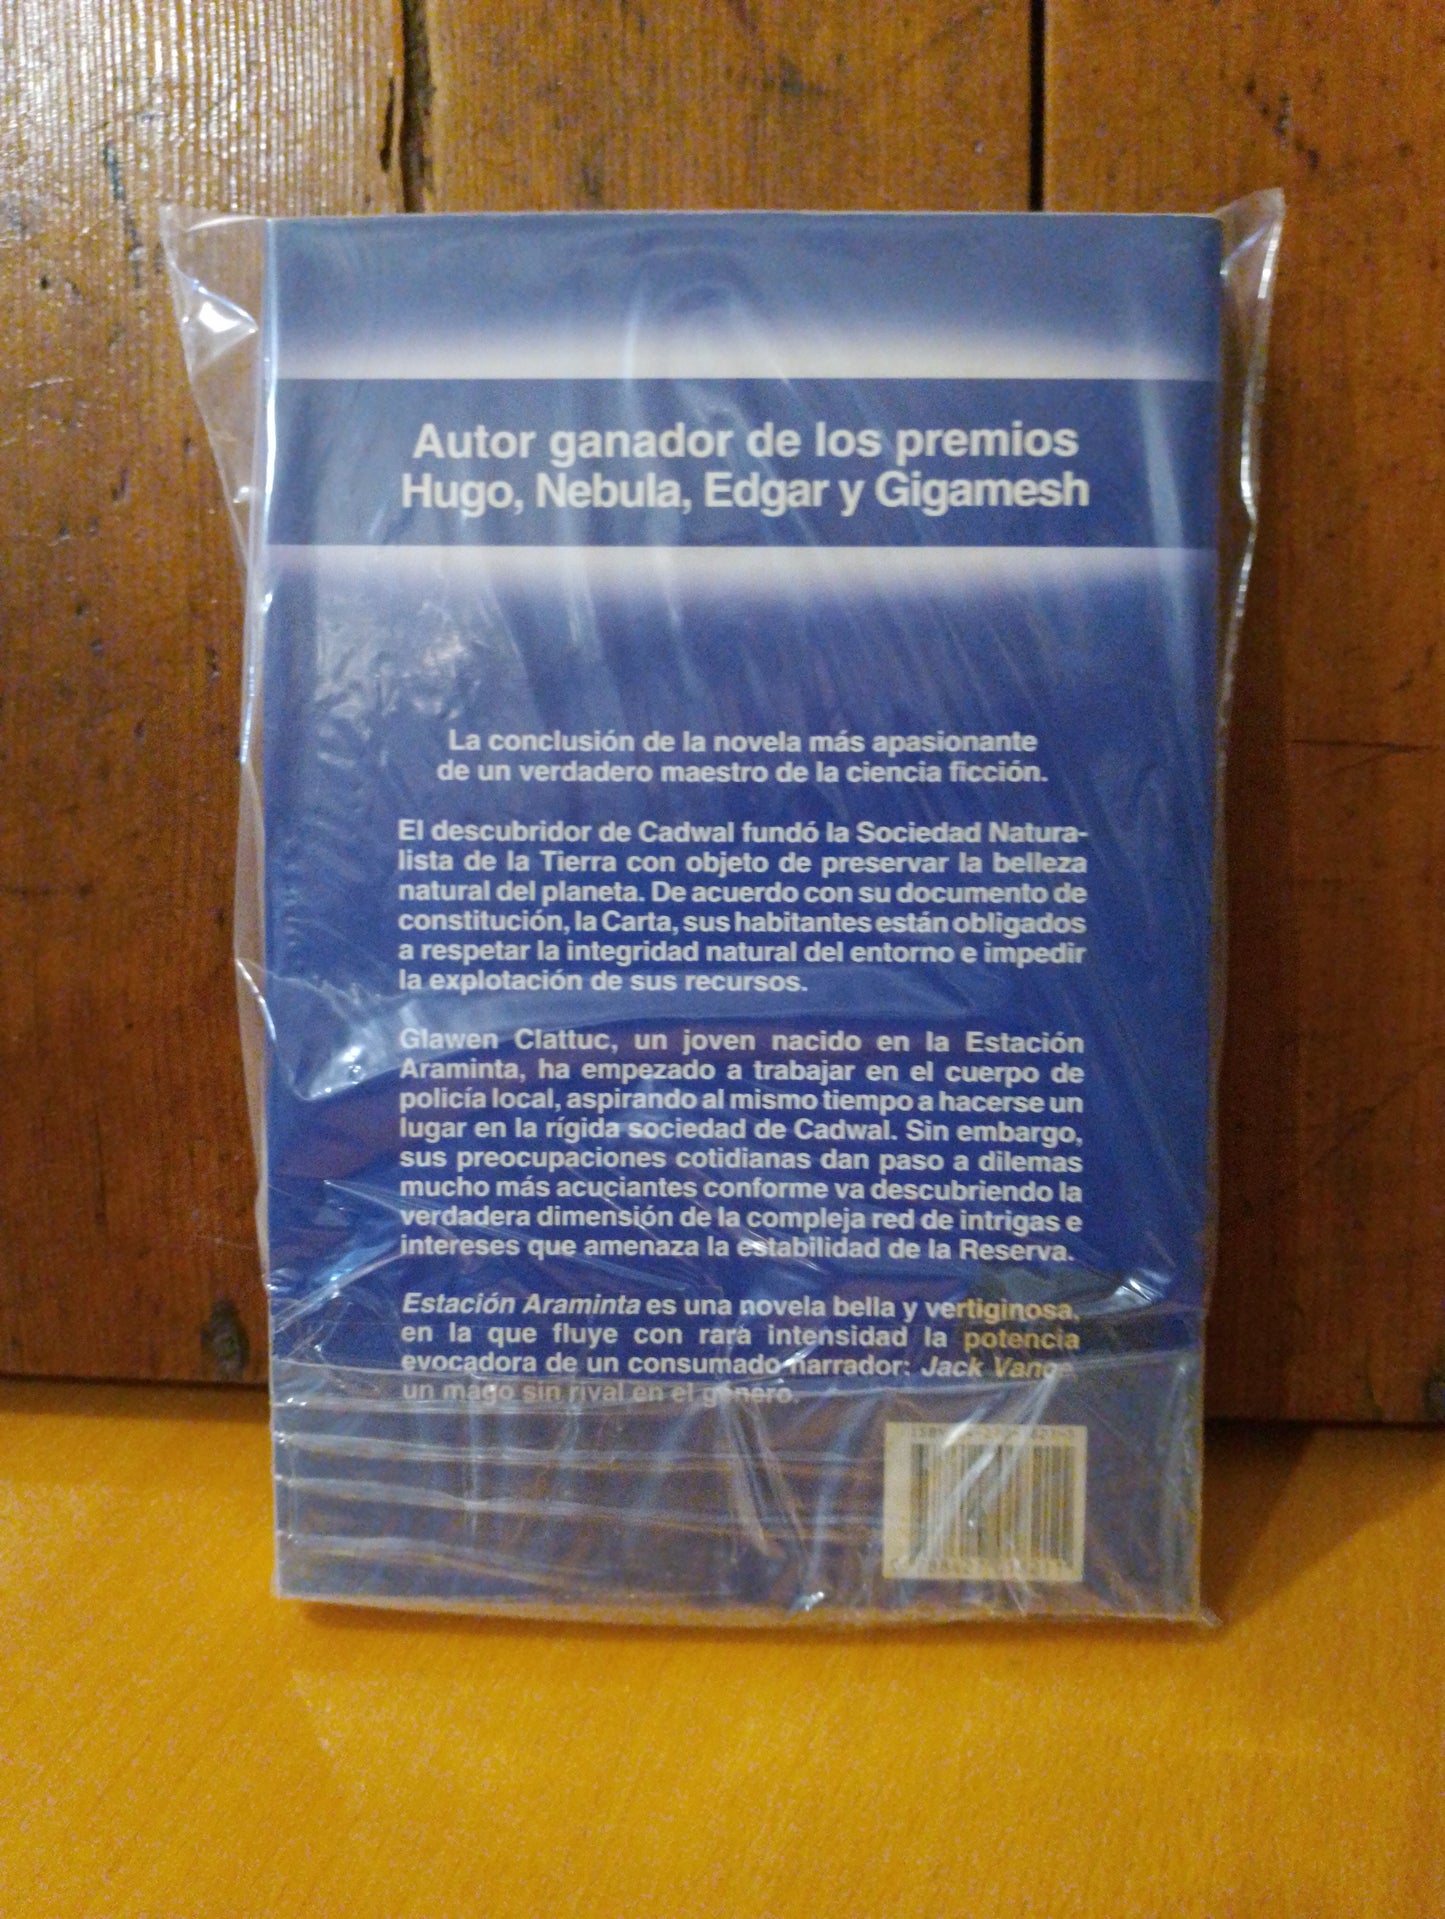 Autor ganador de los premios
Hugo, Nebula, Edgar y Gigamesh
La conclusión de la novela más apasionante
de un verdadero maestro de la ciencia ficción.
El descubridor de Cadwal fundó la Sociedad Natura-
lista de la Tierra con objeto de preservar la belleza
natural del planeta. De acuerdo con su documento de
constitución, la Carta, sus habitantes están obligados
a respetar la integridad natural del entorno e impedir
la explotación de sus recursos.
Glawen Clattuc, un joven nacido en la Estación
Araminta, ha empezado a trabajar en el cuerpo de
policía local, aspirando al mismo tiempo a hacerse un
lugar en la rígida sociedad de Cadwal. Sin embargo,
sus preocupaciones cotidianas dan paso a dilemas
mucho más acuciantes conforme va descubriendo la
verdadera dimensión de la compleja red de intrigas e
intereses que amenaza la estabilidad de la Reserva.
Estación Araminta es una novela bella y vertiginosa,
en la que fluye con rara intensidad la potencia
evocadora de un consumado narrador: Jack Vance,
un mago sin rival en el género.
ISBN